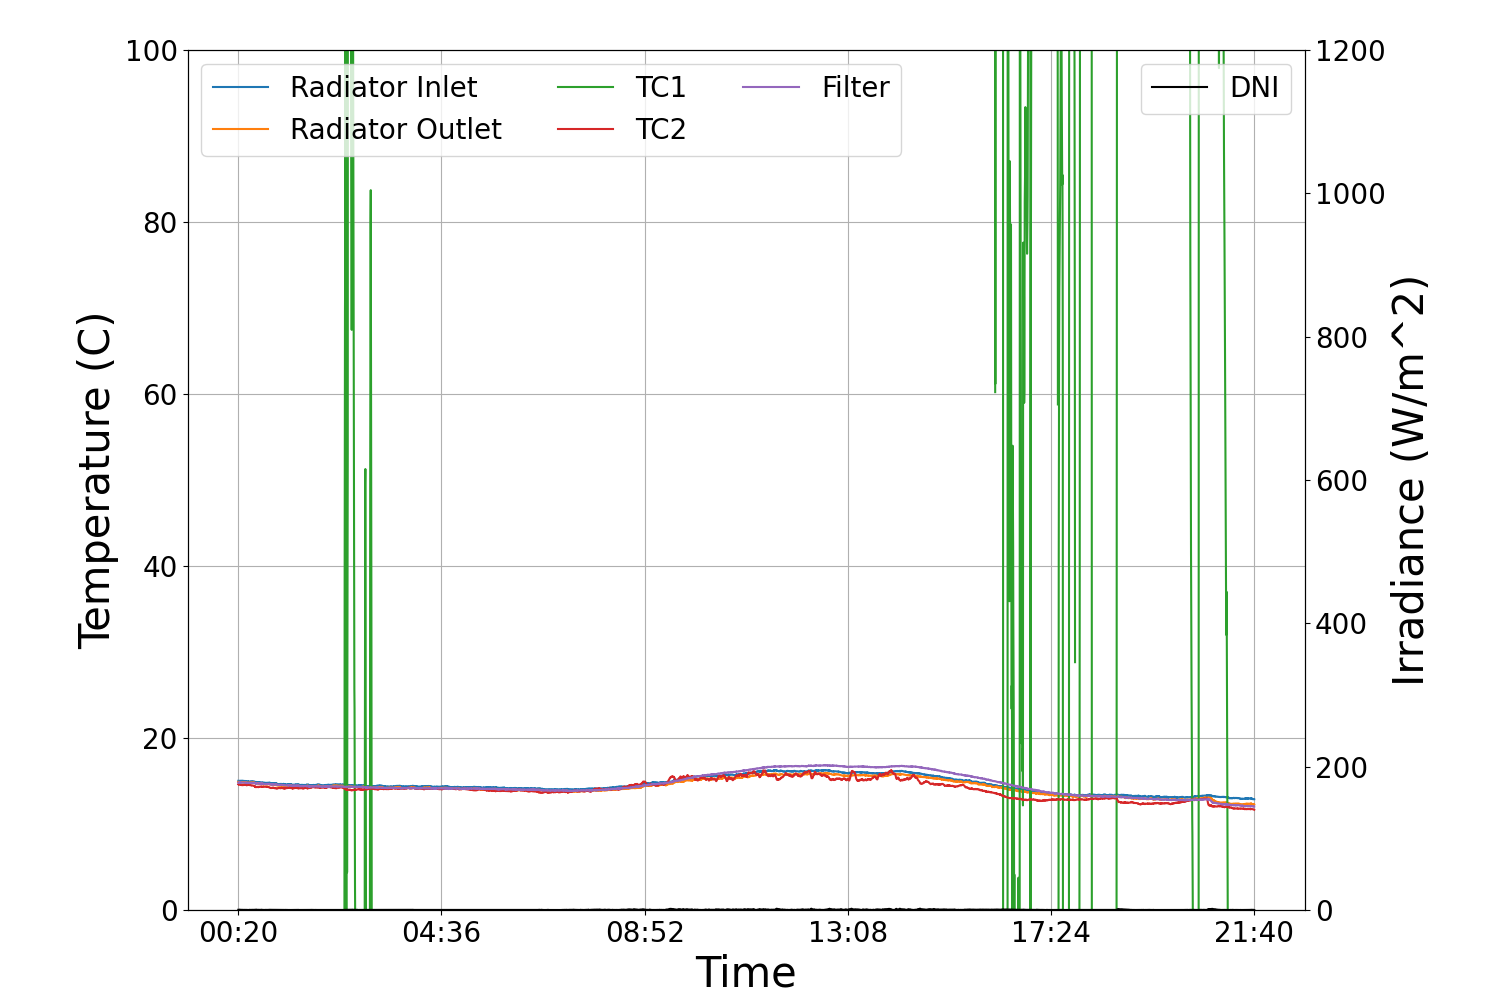 Radiator Inlet
Radiator Outlet
TC1
TC2
Filter
DNI
100
80
60
40
20
0
Temperature (C)
1200
1000
800
600
400
200
0
Irradiance (W/m^2)
00:20 04:36 08:52 13:08 17:24 21:40
Time